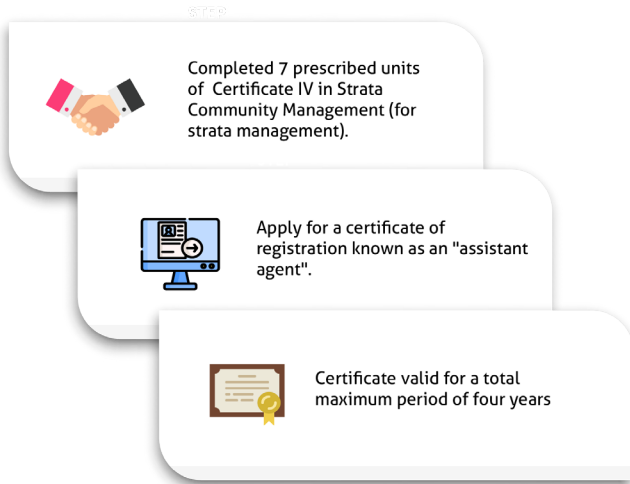 Completed 7 prescribed units
of Certificate IV in Strata
Community Management (for
strata management).
Apply for a certificate of
registration known as an "assistant
agent".
Certificate valid for a total
maximum period of four years